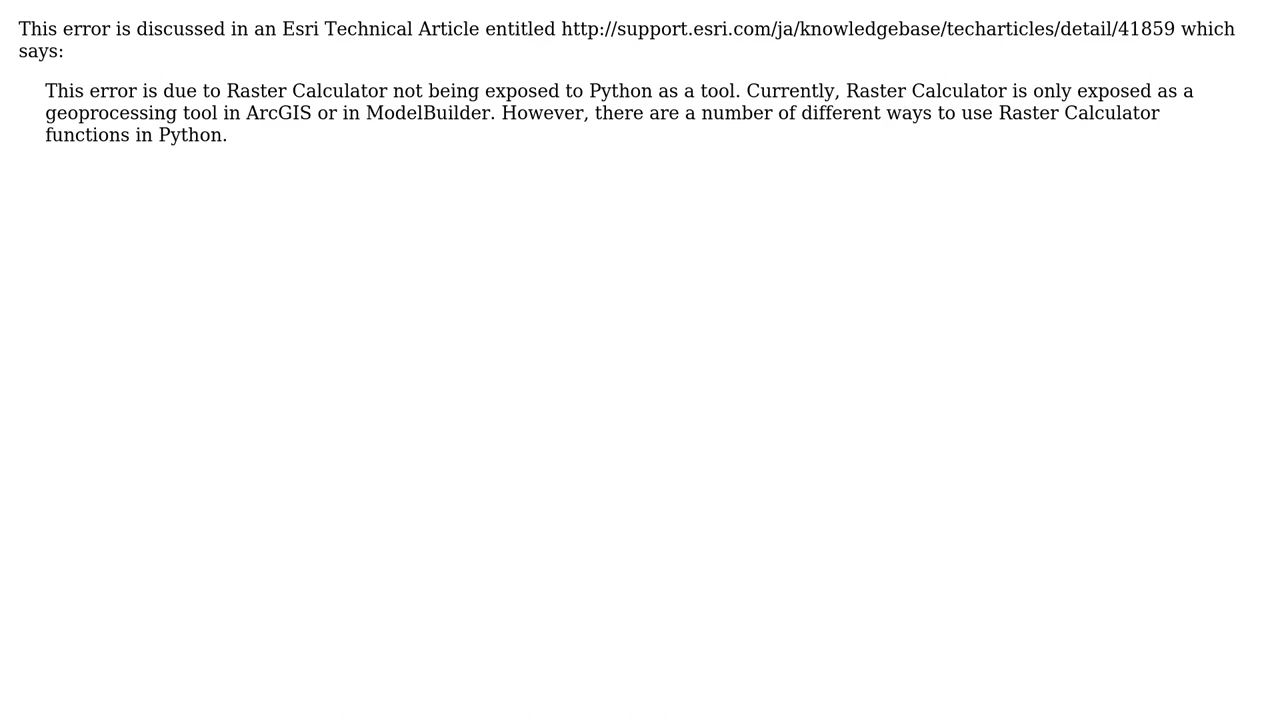 This error is discussed in an Esri Technical Article entitled http://support.esri.com/ja/knowledgebase/techarticles/detail/41859 which
says:
This error is due to Raster Calculator not being exposed to Python as a tool. Currently, Raster Calculator is only exposed as a
geoprocessing tool in ArcGIS or in ModelBuilder. However, there are a number of different ways to use Raster Calculator
functions in Python.